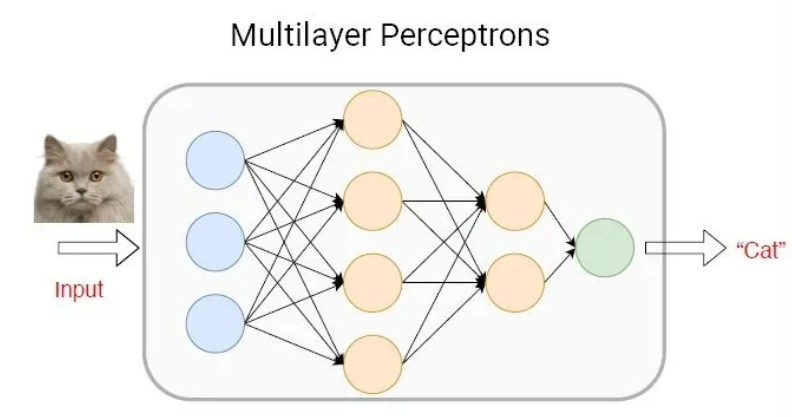 Multilayer Perceptrons
Input
“Cat”